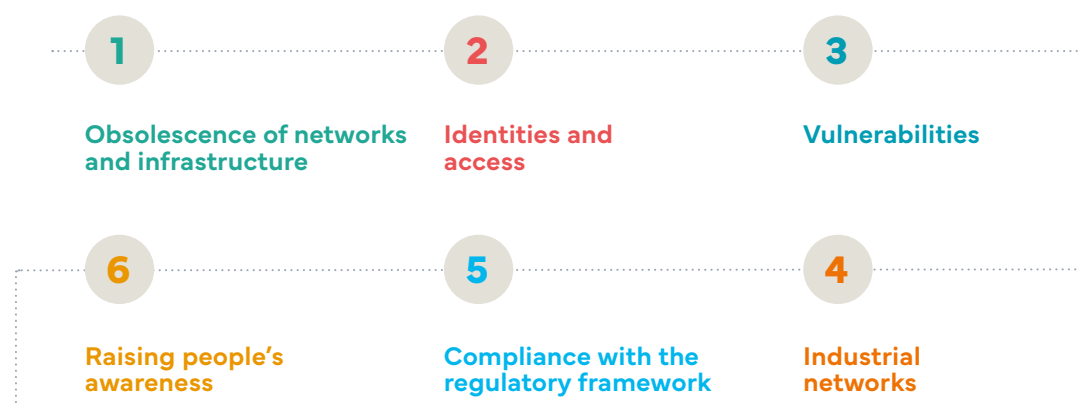 1
Obsolescence of networks
and infrastructure
2
Identities and
access
3
Vulnerabilities
6
Raising people’s
awareness
5
Compliance with the
regulatory framework
4
Industrial
networks